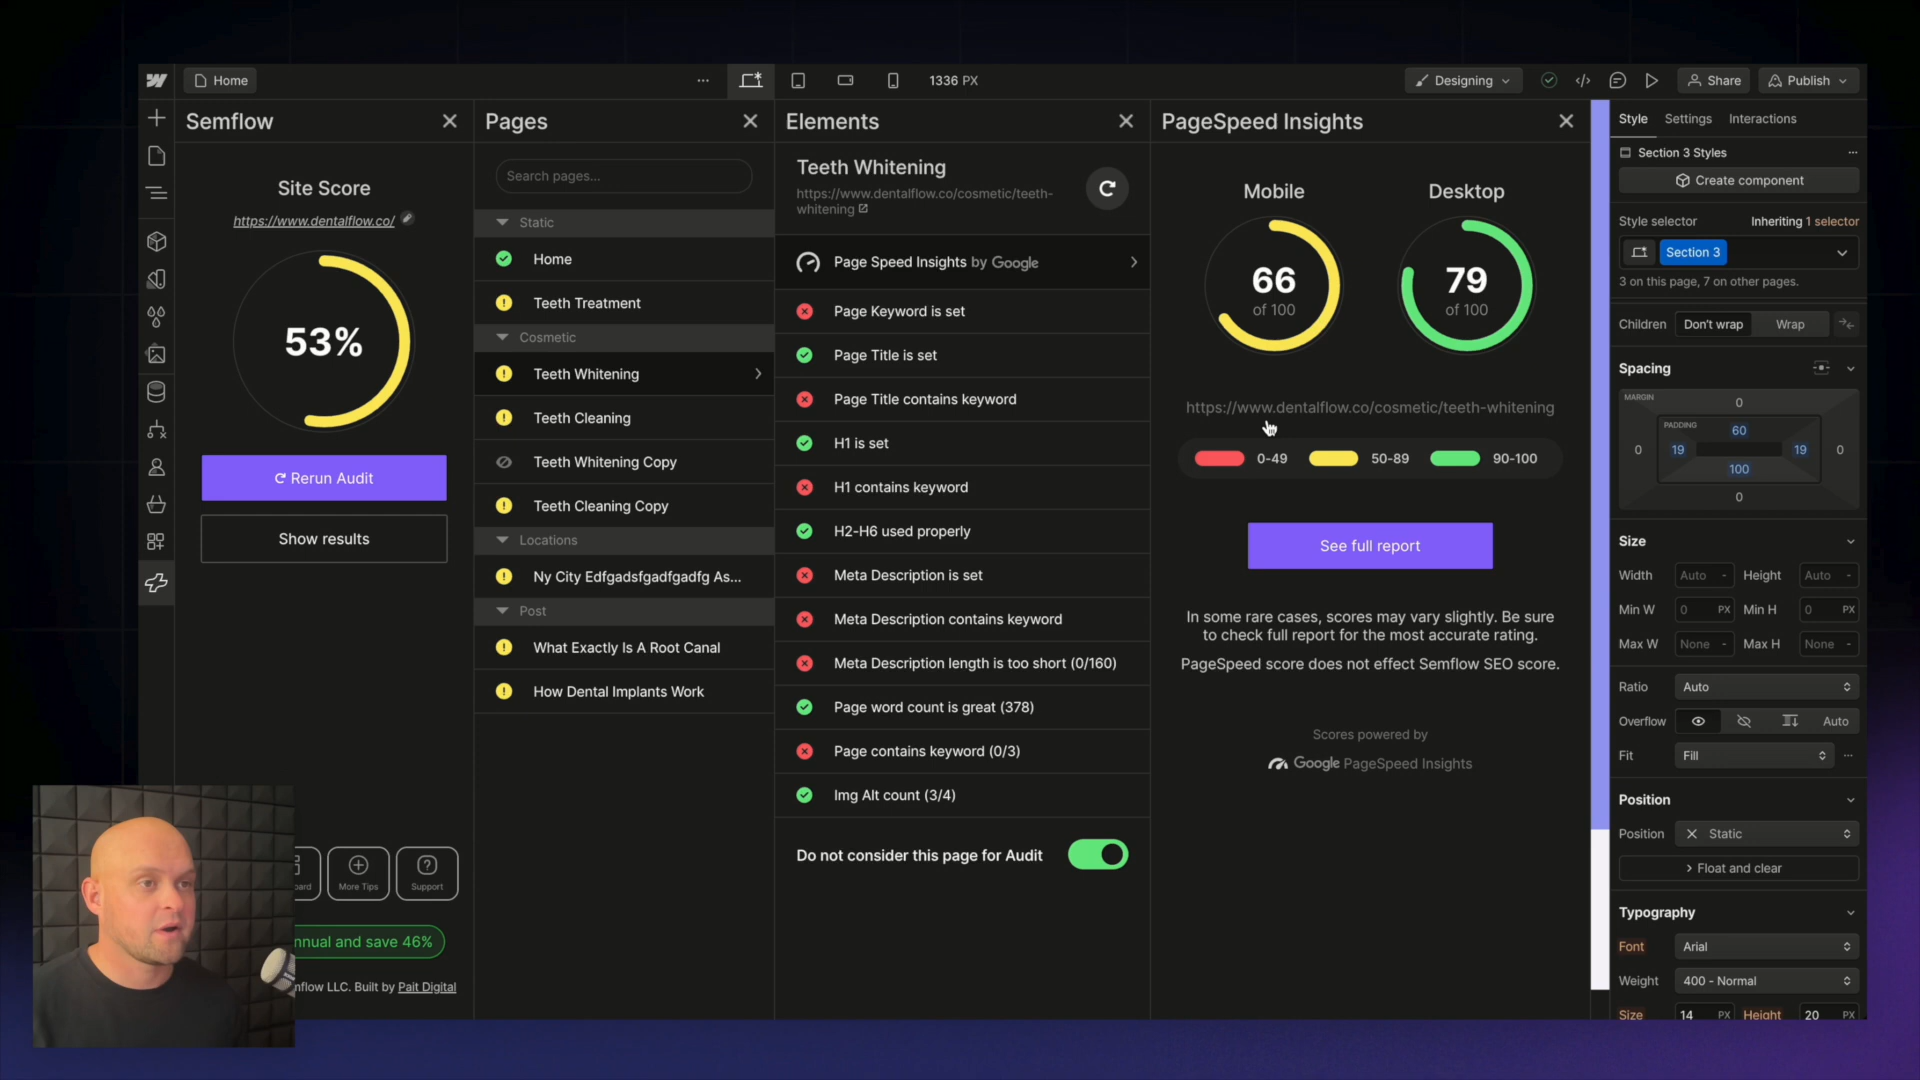 Home
1336 PX
Designing
Share
Publish
Semflow
Site Score
https://www.dentalflow.co/
53%
Rerun Audit
Show results
More Tips
Support
nnual and save 46%
mflow LLC. Built by Pait Digital
Pages
Search pages...
Static
Home
Teeth Treatment
Cosmetic
Teeth Whitening
Teeth Cleaning
Teeth Whitening Copy
Teeth Cleaning Copy
Locations
Ny City Edfgadsfgadfgadfg As...
Post
What Exactly Is A Root Canal
How Dental Implants Work
Elements
Teeth Whitening
https://www.dentalflow.co/cosmetic/teeth-
whitening
Page Speed Insights by Google
Page Keyword is set
Page Title is set
Page Title contains keyword
H1 is set
H1 contains keyword
H2-H6 used properly
Meta Description is set
Meta Description contains keyword
Meta Description length is too short (0/160)
Page word count is great (378)
Page contains keyword (0/3)
Img Alt count (3/4)
Do not consider this page for Audit
PageSpeed Insights
Mobile
66
of 100
Desktop
79
of 100
https://www.dentalflow.co/cosmetic/teeth-whitening
0-49 50-89 90-100
See full report
In some rare cases, scores may vary slightly. Be sure
to check full report for the most accurate rating.
PageSpeed score does not effect Semflow SEO score.
Scores powered by
Google PageSpeed Insights
Style Settings Interactions
Section 3 Styles
Create component
Style selector Inheriting 1 selector
Section 3
3 on this page, 7 on other pages.
Children Don't wrap Wrap
Spacing
MARGIN
0
PADDING
60
0 19 19 0
100
0
Size
Width Auto - Height Auto -
Min W 0 PX Min H 0 PX
Max W None - Max H None -
Ratio Auto
Overflow Auto
Fit Fill
Position
Position Static
Float and clear
Typography
Font Arial
Weight 400 - Normal
Size 14 PX Height 20 PX